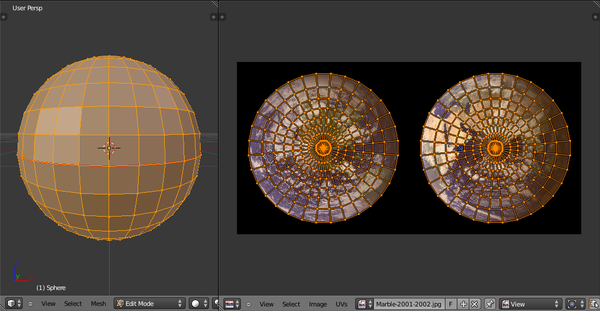 User Persp
(1) Sphere
View Select Mesh Edit Mode
View Select Image UVs Marble-2001-2002.jpg F View